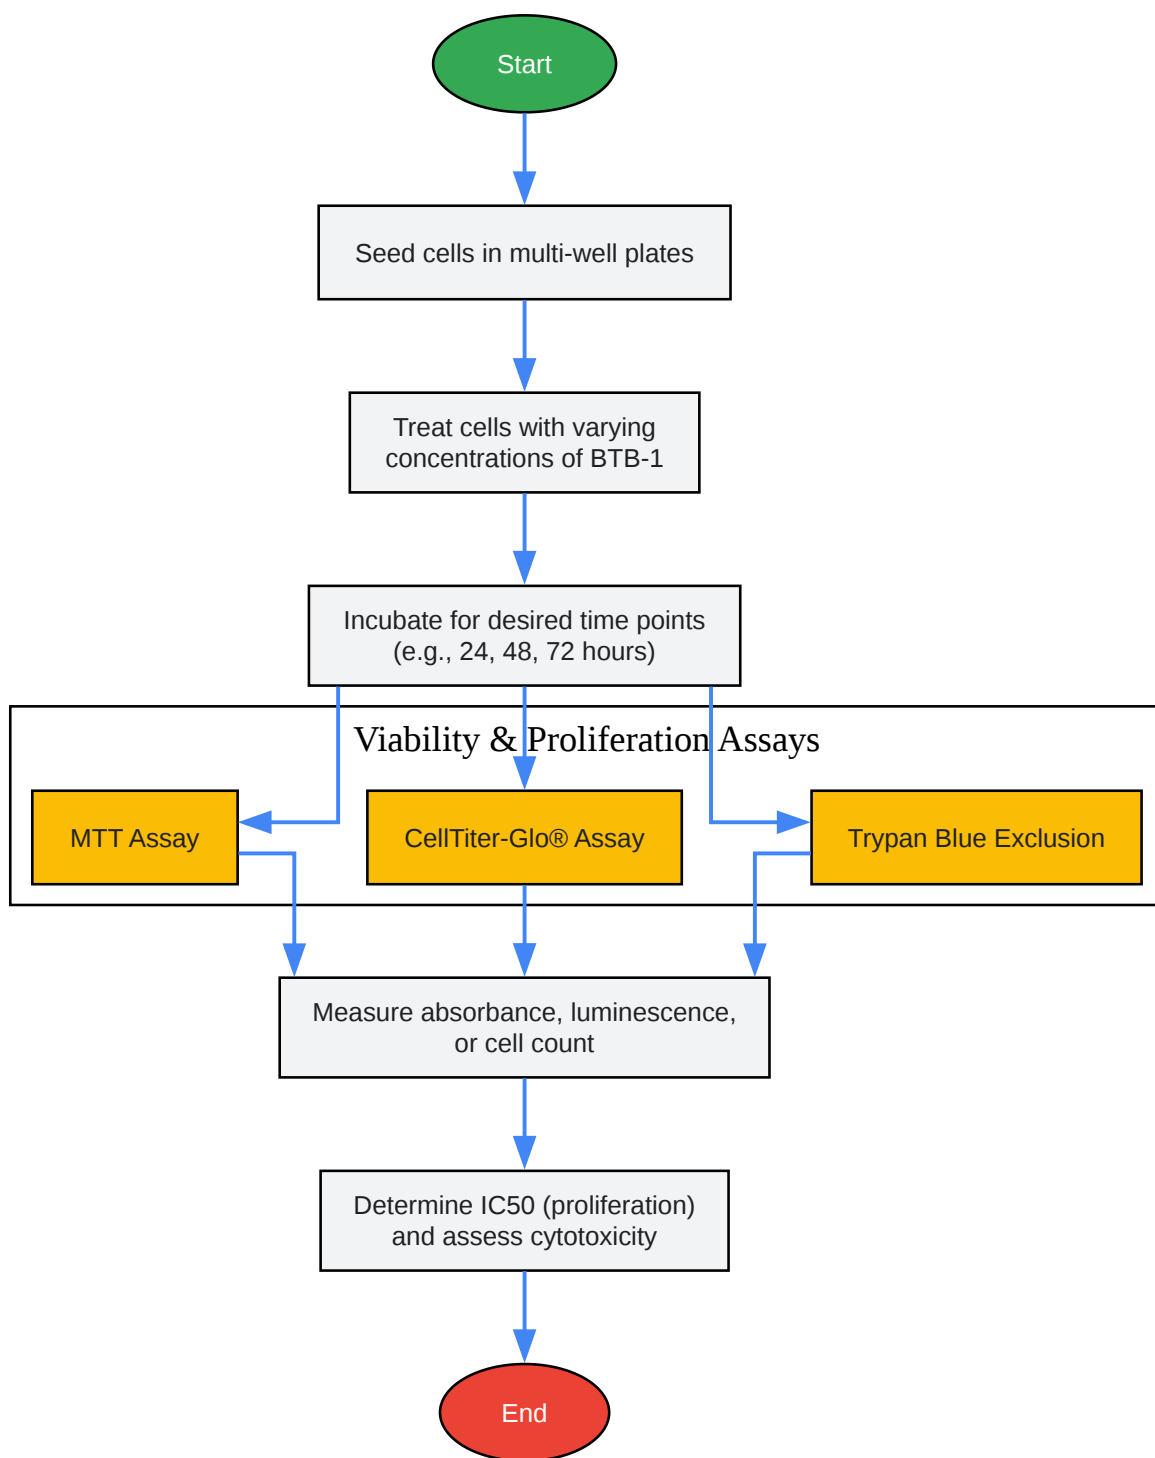 Start
Seed cells in multi-well plates
Treat cells with varying
concentrations of BTB-1
Incubate for desired time points
(e.g., 24, 48, 72 hours)
Viability & Proliferation Assays
MTT Assay
CellTiter-Glo® Assay
Trypan Blue Exclusion
Measure absorbance, luminescence,
or cell count
Determine IC50 (proliferation)
and assess cytotoxicity
End